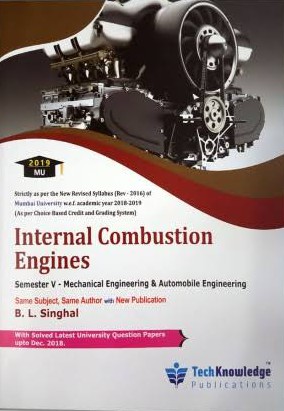 2019
MU
Strictly as per the New Revised Syllabus (Rev - 2016) of
Mumbai University w.e.f. academic year 2018-2019
(As per Choice Based Credit and Grading System)
Internal Combustion
Engines
Semester V - Mechanical Engineering & Automobile Engineering
Same Subject, Same Author with New Publication
B. L. Singhal
With Solved Latest University Question Papers
upto Dec. 2018.
TechKnowledge™
Publications